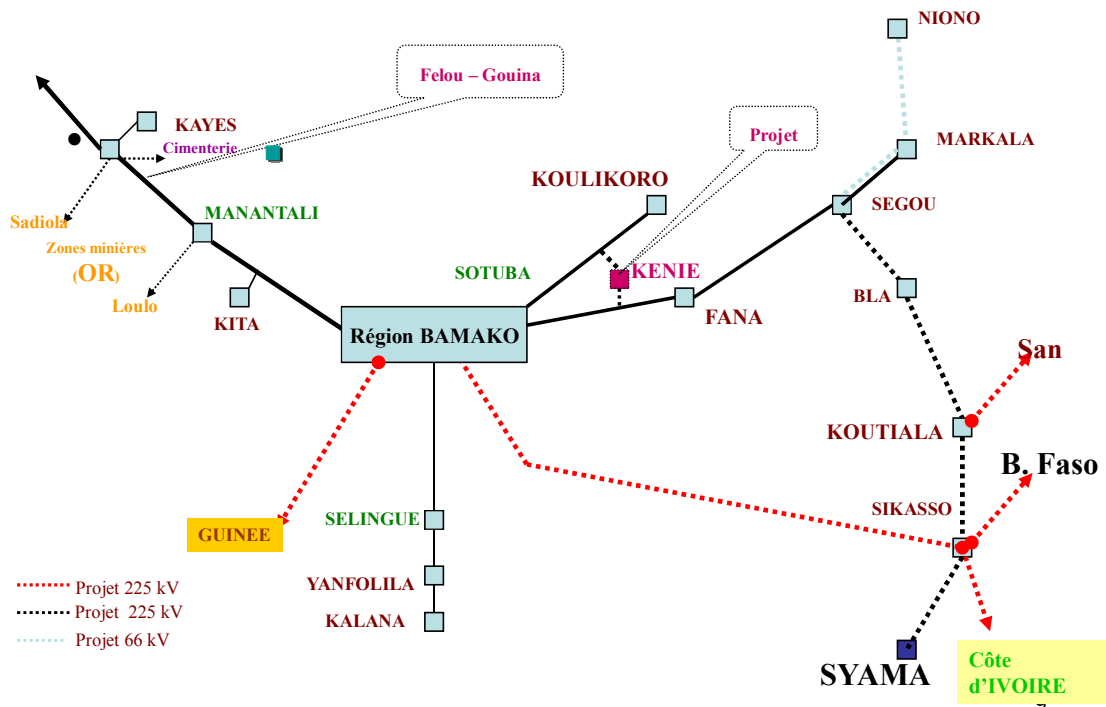 NIONO
Felou – Gouina
KAYES
Cimenterie
Projet
MARKALA
KOULIKORO
SEGOU
MANANTALI
Sadiola
Zones minières
(OR)
Loulo
SOTUBA
KENIE
BLA
KITA
FANA
Région BAMAKO
San
KOUTIALA
B. Faso
SIKASSO
SELINGUE
GUINEE
YANFOLILA
KALANA
Projet 225 kV
Projet 225 kV
Projet 66 kV
SYAMA
Côte
d'IVOIRE